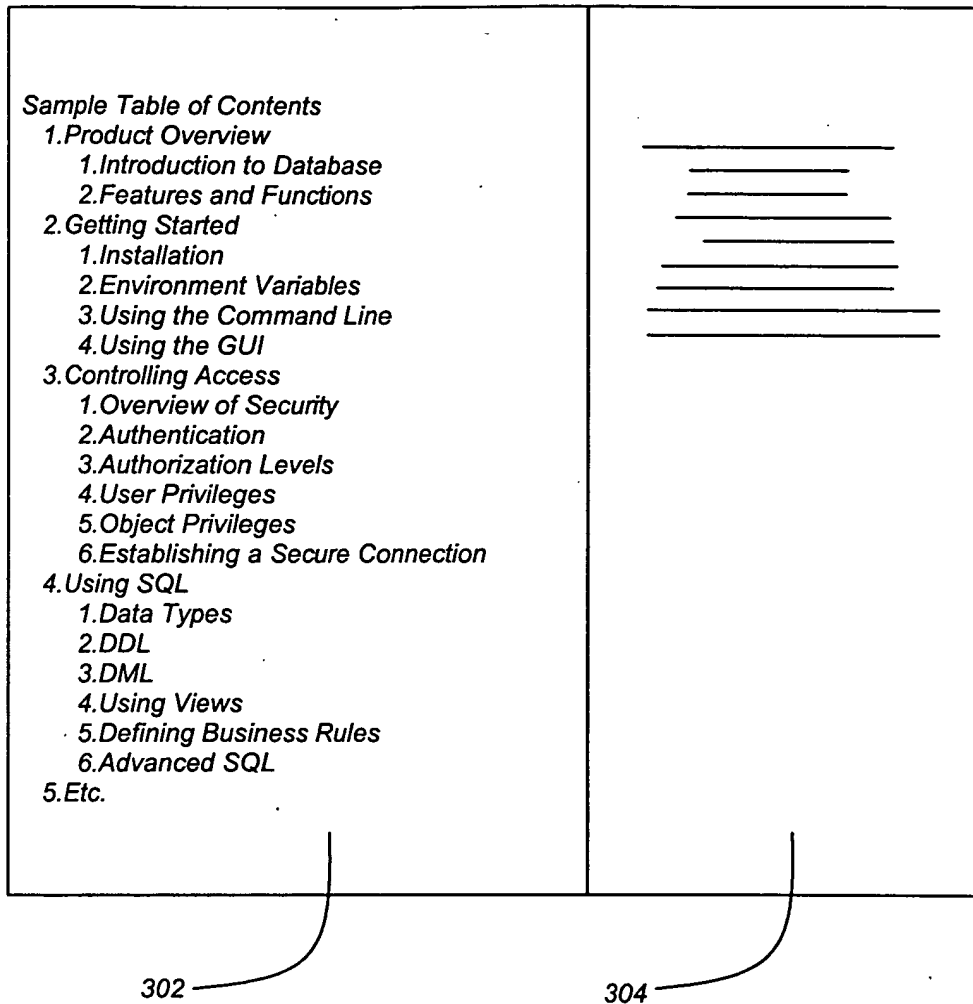 Sample Table of Contents
1.Product Overview
1.Introduction to Database
2.Features and Functions
2.Getting Started
1.Installation
2.Environment Variables
3.Using the Command Line
4.Using the GUI
3.Controlling Access
1.Overview of Security
2.Authentication
3.Authorization Levels
4.User Privileges
5.Object Privileges
6.Establishing a Secure Connection
4.Using SQL
1.Data Types
2.DDL
3.DML
4.Using Views
5.Defining Business Rules
6.Advanced SQL
5.Etc.
302
304